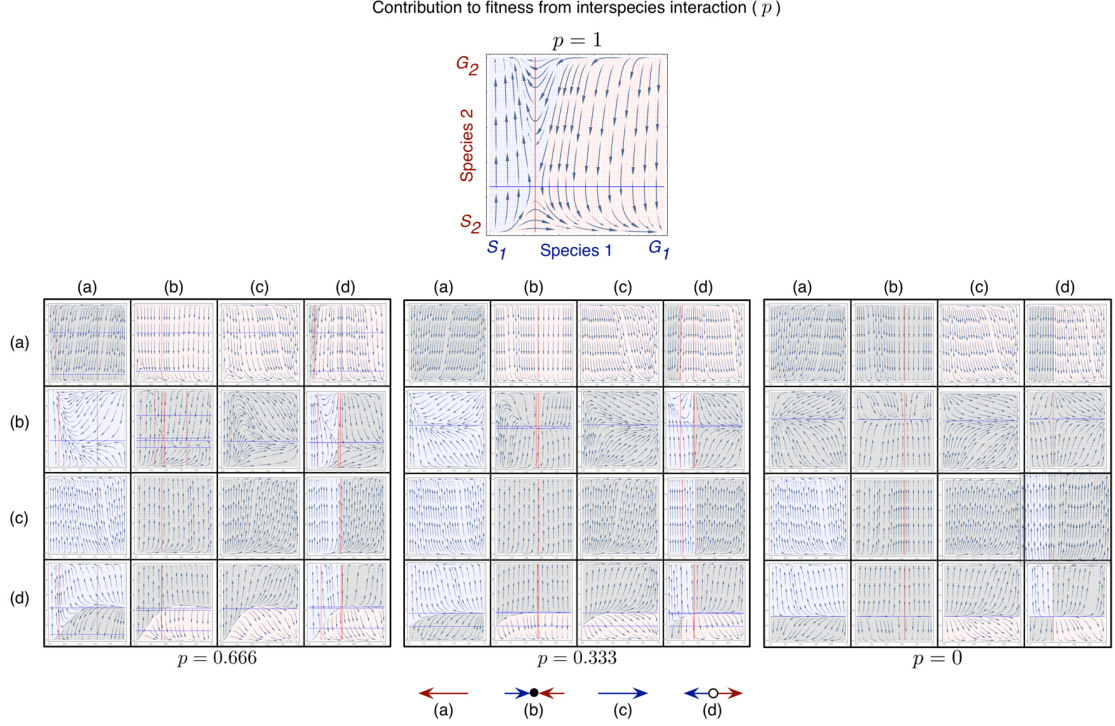 Contribution to fitness from interspecies interaction ( p )
p = 1
G2
Species 2
S2
S1 Species 1 G1
(a) (b) (c) (d) (a) (b) (c) (d) (a) (b) (c) (d)
(a)
(b)
(c)
(d)
p = 0.666 p = 0.333 p = 0
(a) (b) (c) (d)